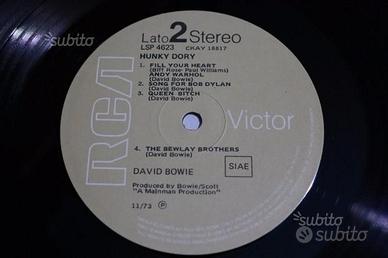 subito
Lato 2 Stereo
LSP 4623 CKAY 18817
HUNKY DORY
1. FILL YOUR HEART
(Biff Rose-Paul Williams)
ANDY WARHOL
(David Bowie)
2. SONG FOR BOB DYLAN
(David Bowie)
3. QUEEN BITCH
(David Bowie)
RCA Victor
4. THE BEWLAY BROTHERS
(David Bowie)
DAVID BOWIE
SIAE
Produced by Bowie/Scott
"A Mainman Production"
11/73 Ⓟ
subito
subito